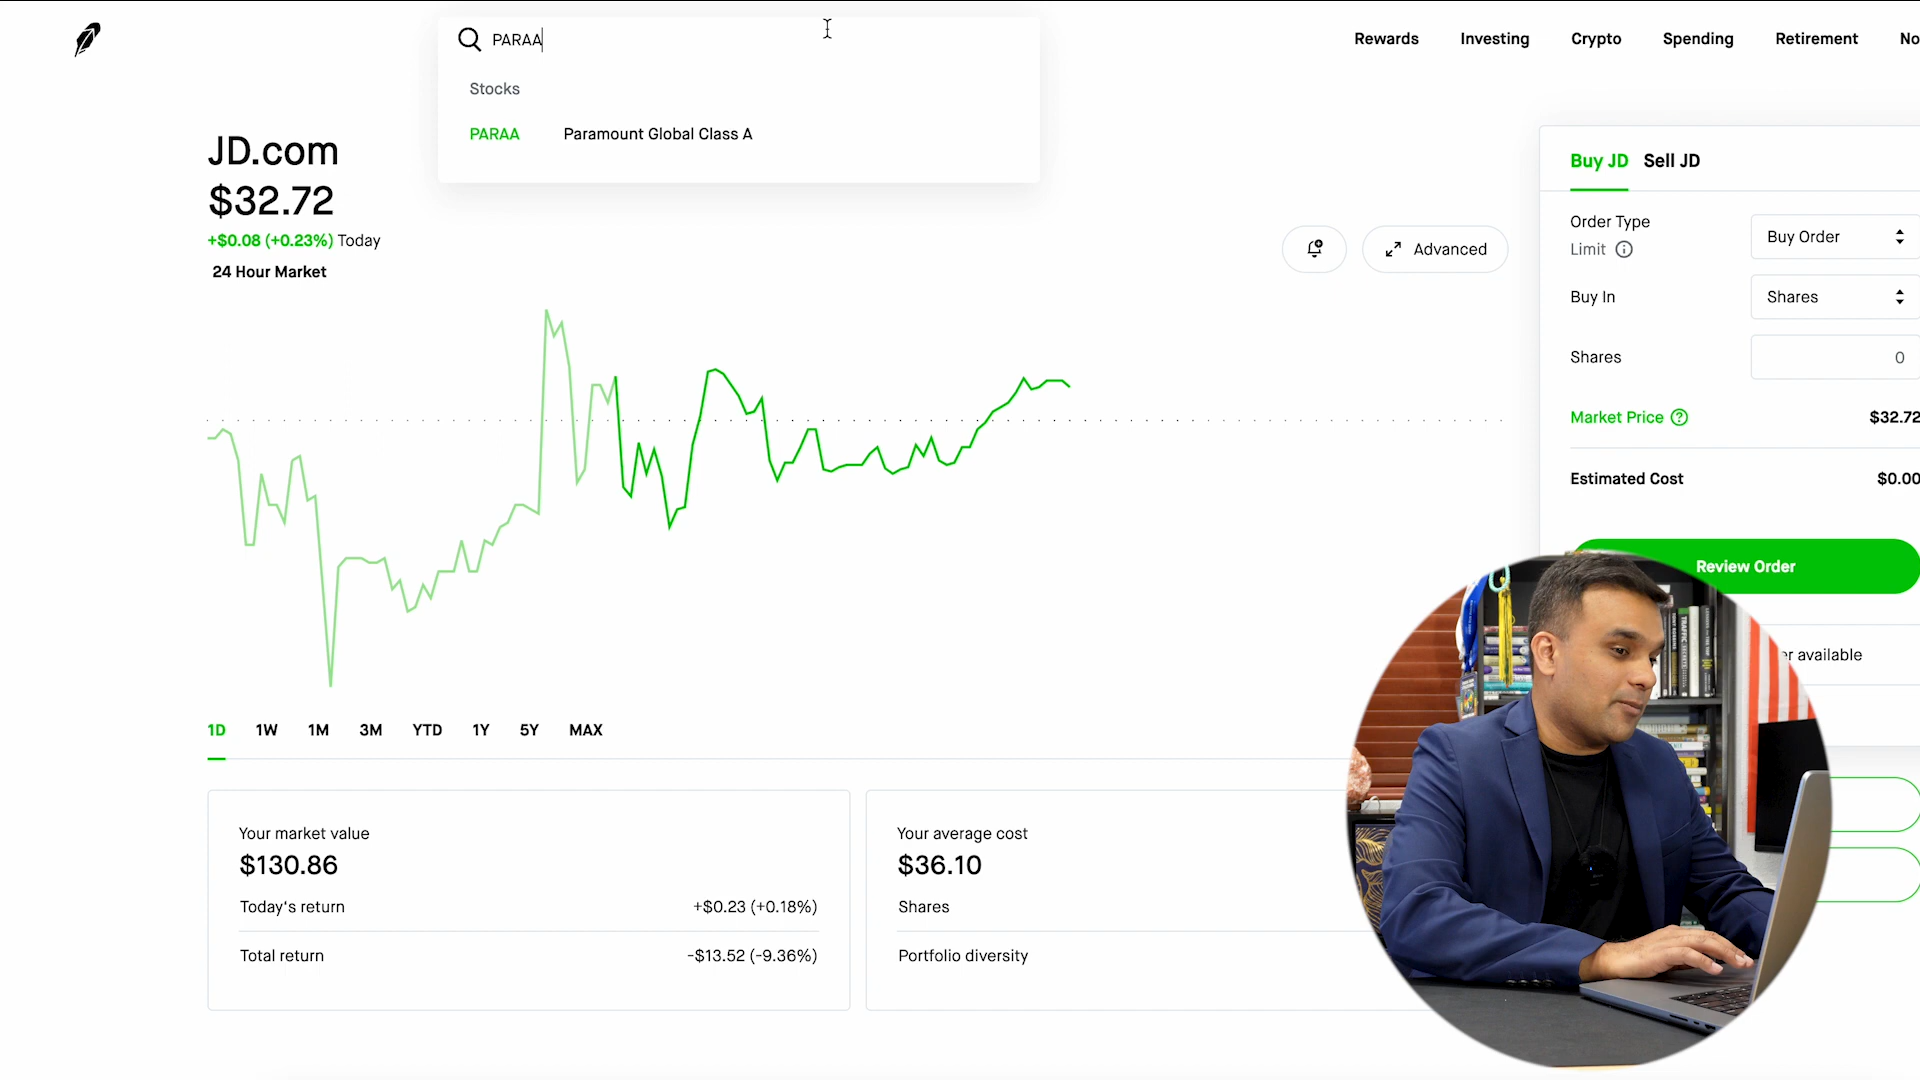 PARAA
Rewards
Investing
Crypto
Spending
Retirement
No
Stocks
PARAA Paramount Global Class A
JD.com
$32.72
+$0.08 (+0.23%) Today
24 Hour Market
Advanced
Buy JD Sell JD
Order Type
Limit
Buy Order
Buy In
Shares
Shares
0
Market Price
$32.72
Estimated Cost
$0.00
Review Order
er available
1D 1W 1M 3M YTD 1Y 5Y MAX
Your market value
$130.86
Today's return +$0.23 (+0.18%)
Total return -$13.52 (-9.36%)
Your average cost
$36.10
Shares
Portfolio diversity
TRAFFIC SECRETS